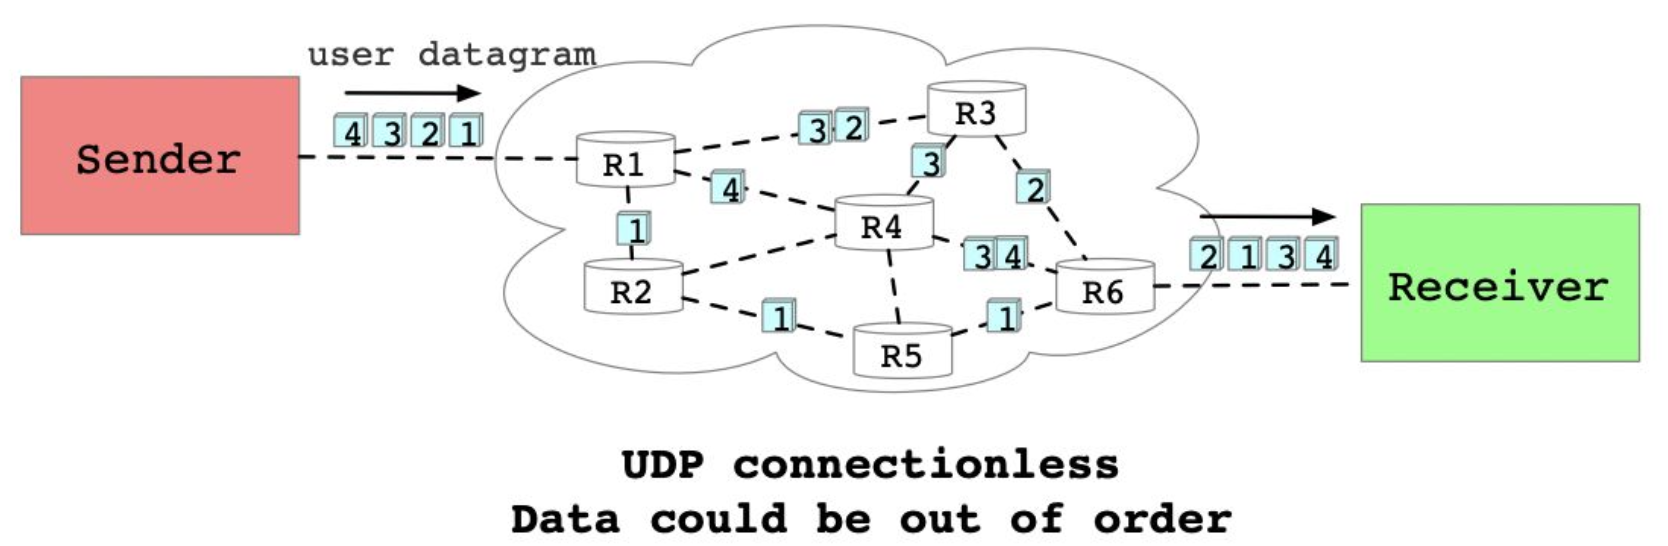 user datagram
4 3 2 1
Sender
R1
3 2
R3
4
3
2
1
R4
R2
3 4
R6
2 1 3 4
Receiver
1
1
R5
UDP connectionless
Data could be out of order